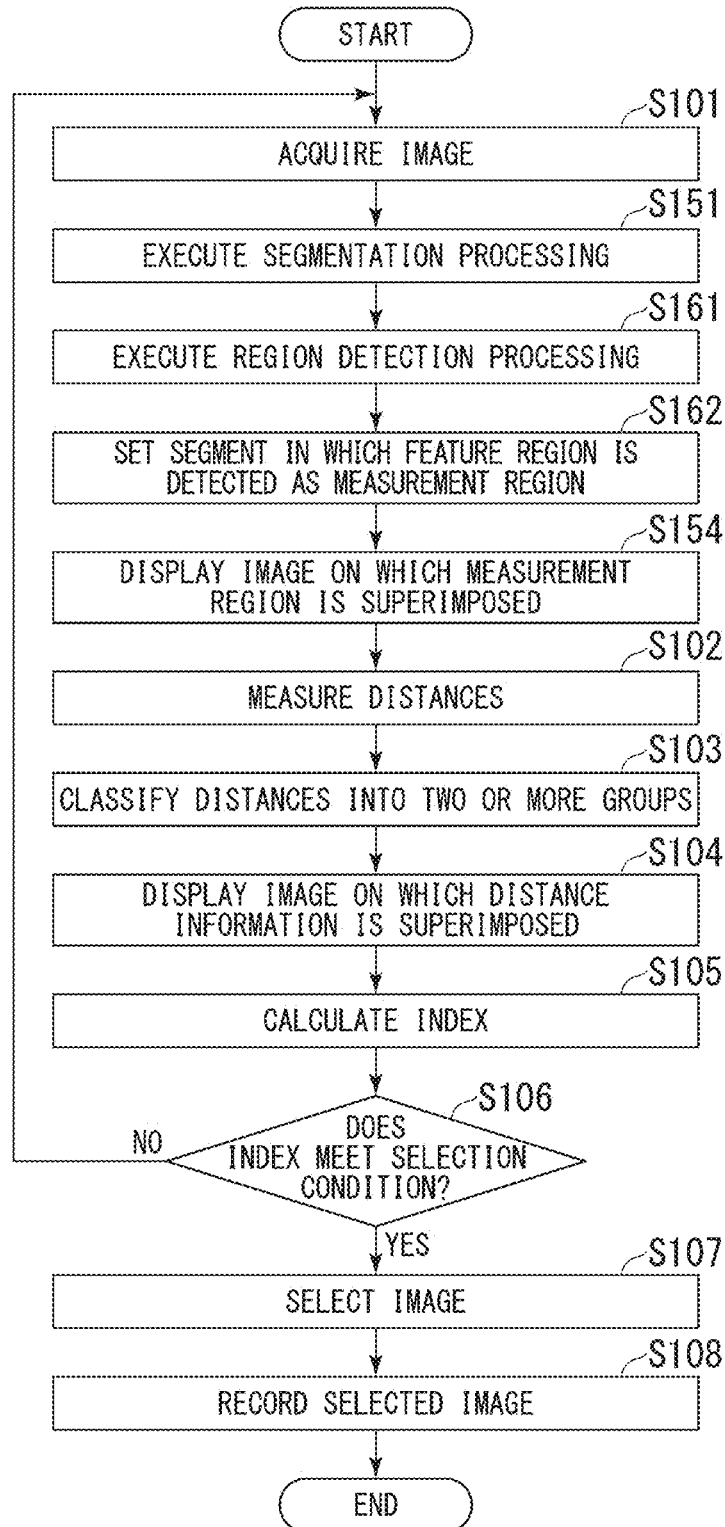 START
S101
ACQUIRE IMAGE
S151
EXECUTE SEGMENTATION PROCESSING
S161
EXECUTE REGION DETECTION PROCESSING
S162
SET SEGMENT IN WHICH FEATURE REGION IS
DETECTED AS MEASUREMENT REGION
S154
DISPLAY IMAGE ON WHICH MEASUREMENT
REGION IS SUPERIMPOSED
S102
MEASURE DISTANCES
S103
CLASSIFY DISTANCES INTO TWO OR MORE GROUPS
S104
DISPLAY IMAGE ON WHICH DISTANCE
INFORMATION IS SUPERIMPOSED
S105
CALCULATE INDEX
S106
DOES
INDEX MEET SELECTION
CONDITION?
NO
YES
S107
SELECT IMAGE
S108
RECORD SELECTED IMAGE
END